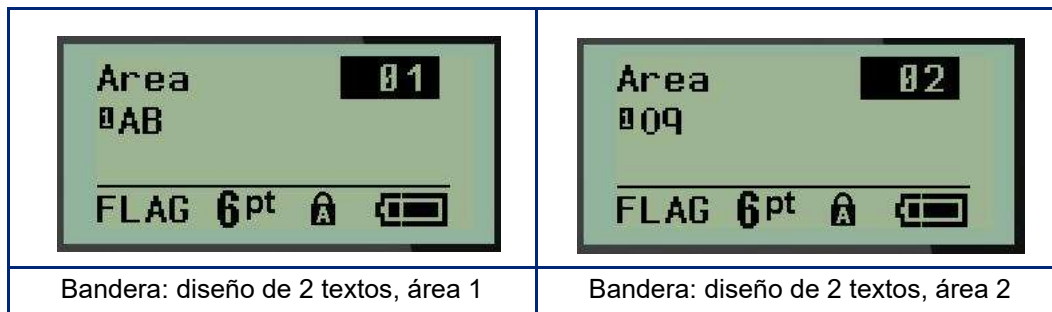 Area 01
1AB
FLAG 6pt A
Area 02
1Oq
FLAG 6pt A
Bandera: diseño de 2 textos, área 1
Bandera: diseño de 2 textos, área 2